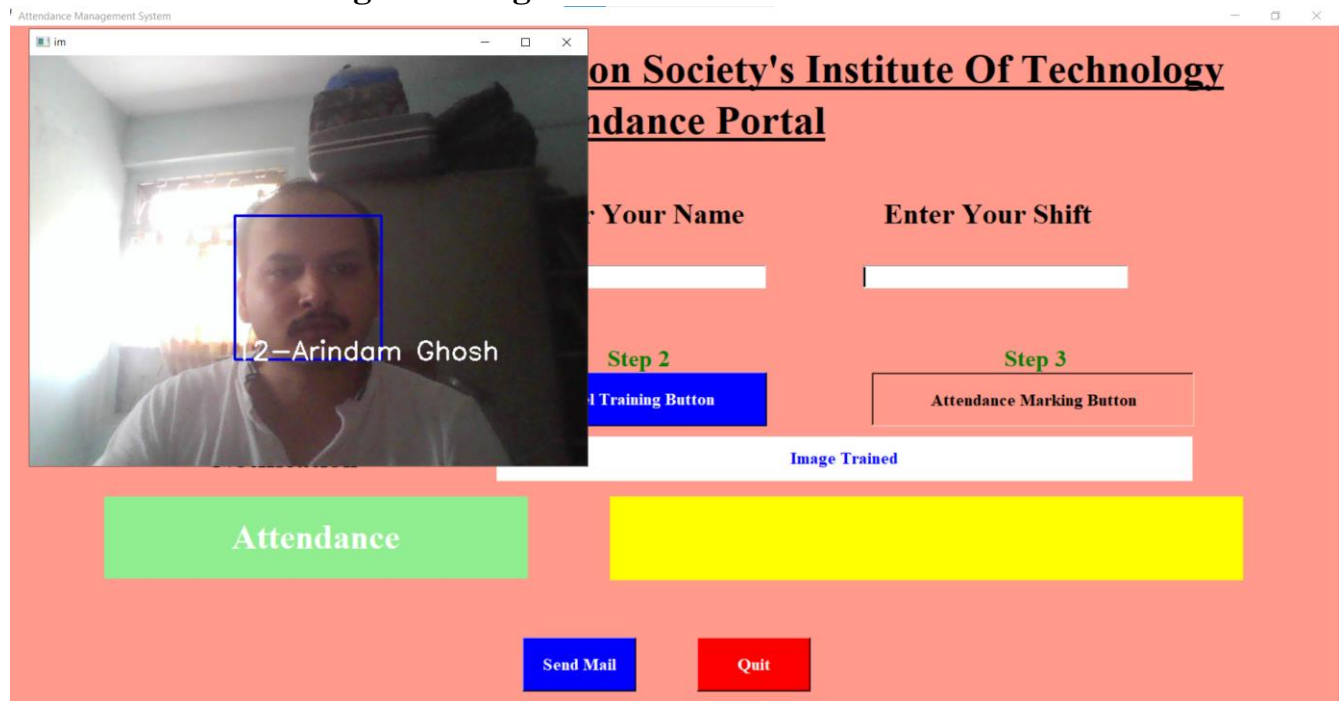 Attendance Management System
im
on Society's Institute Of Technology
ndance Portal
r Your Name
Enter Your Shift
12-Arindam Ghosh
Step 2
Step 3
l Training Button
Attendance Marking Button
Image Trained
Attendance
Send Mail
Quit